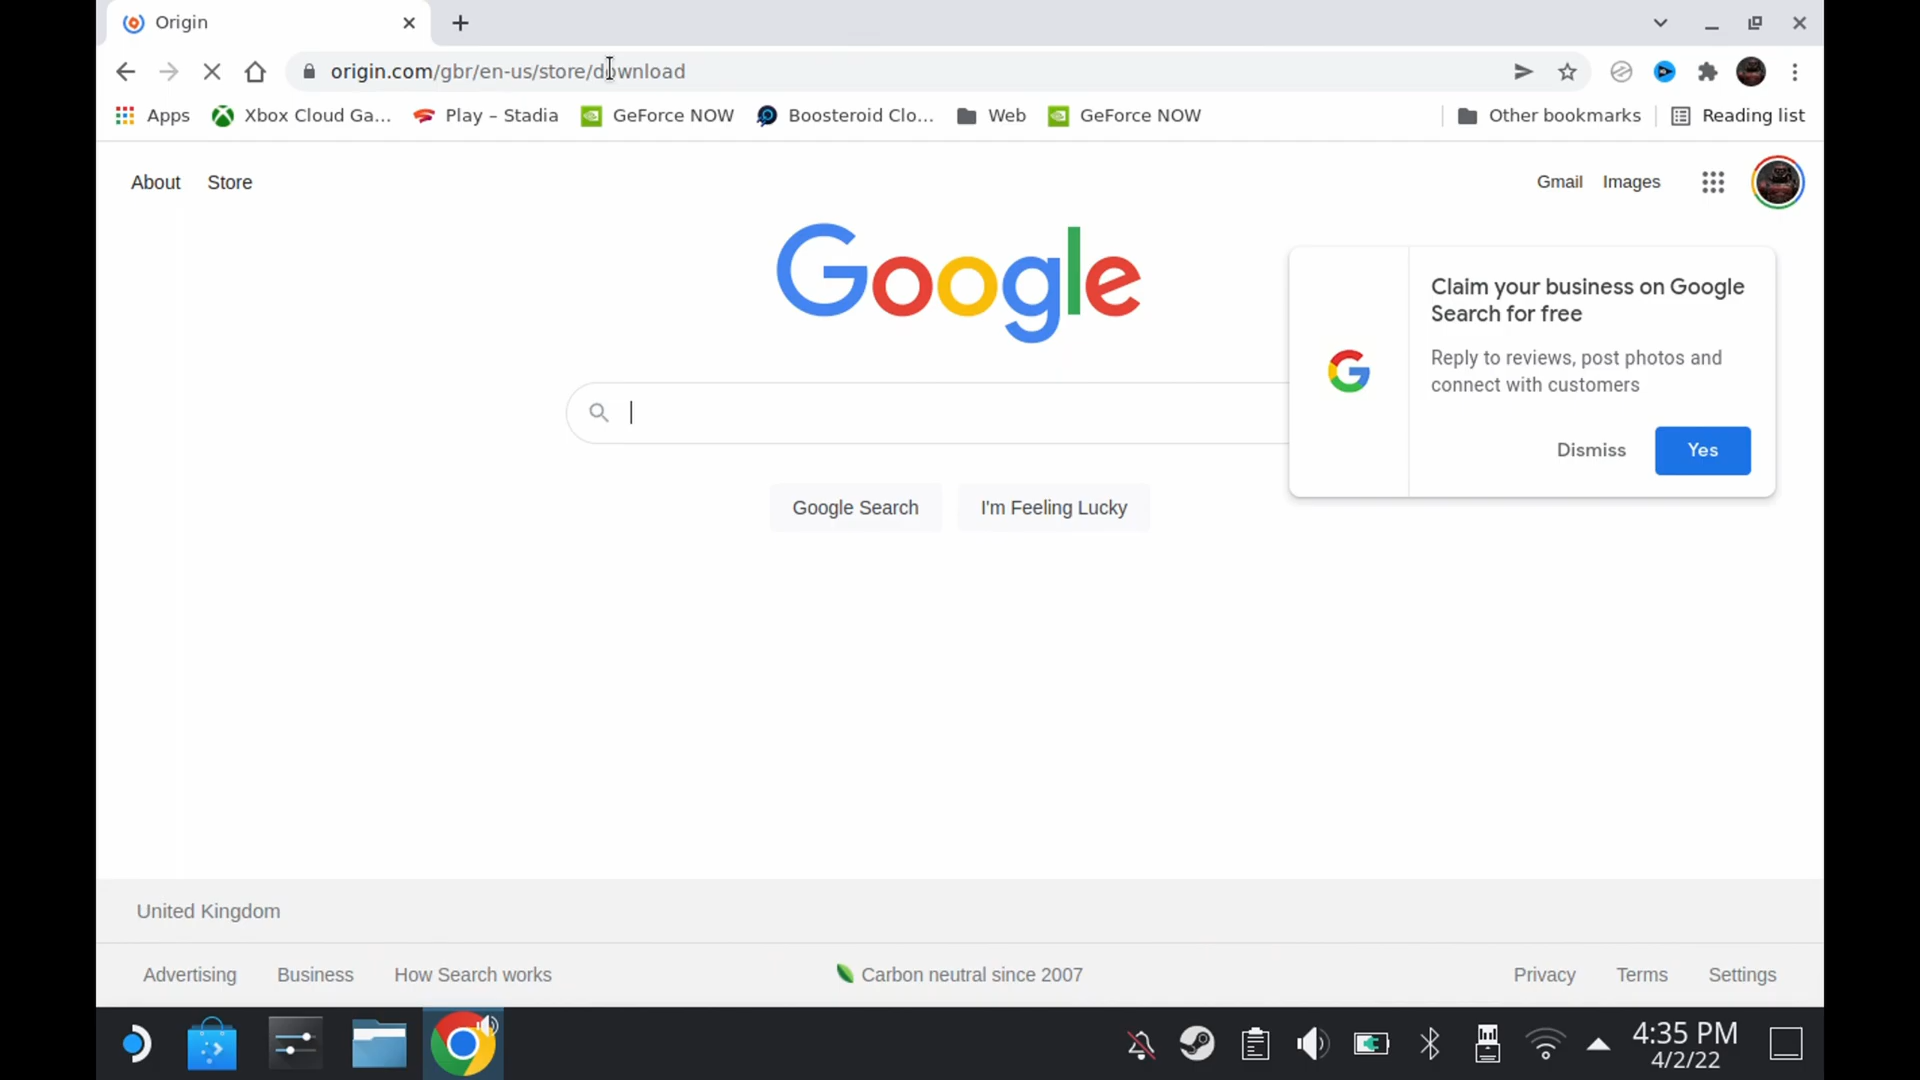 Origin
origin.com/gbr/en-us/store/download
Apps Xbox Cloud Ga... Play – Stadia GeForce NOW Boosteroid Clo... Web GeForce NOW Other bookmarks Reading list
About Store Gmail Images
Google
Claim your business on Google
Search for free
Reply to reviews, post photos and
connect with customers
Dismiss Yes
Google Search I'm Feeling Lucky
United Kingdom
Advertising Business How Search works Carbon neutral since 2007 Privacy Terms Settings
4:35 PM
4/2/22